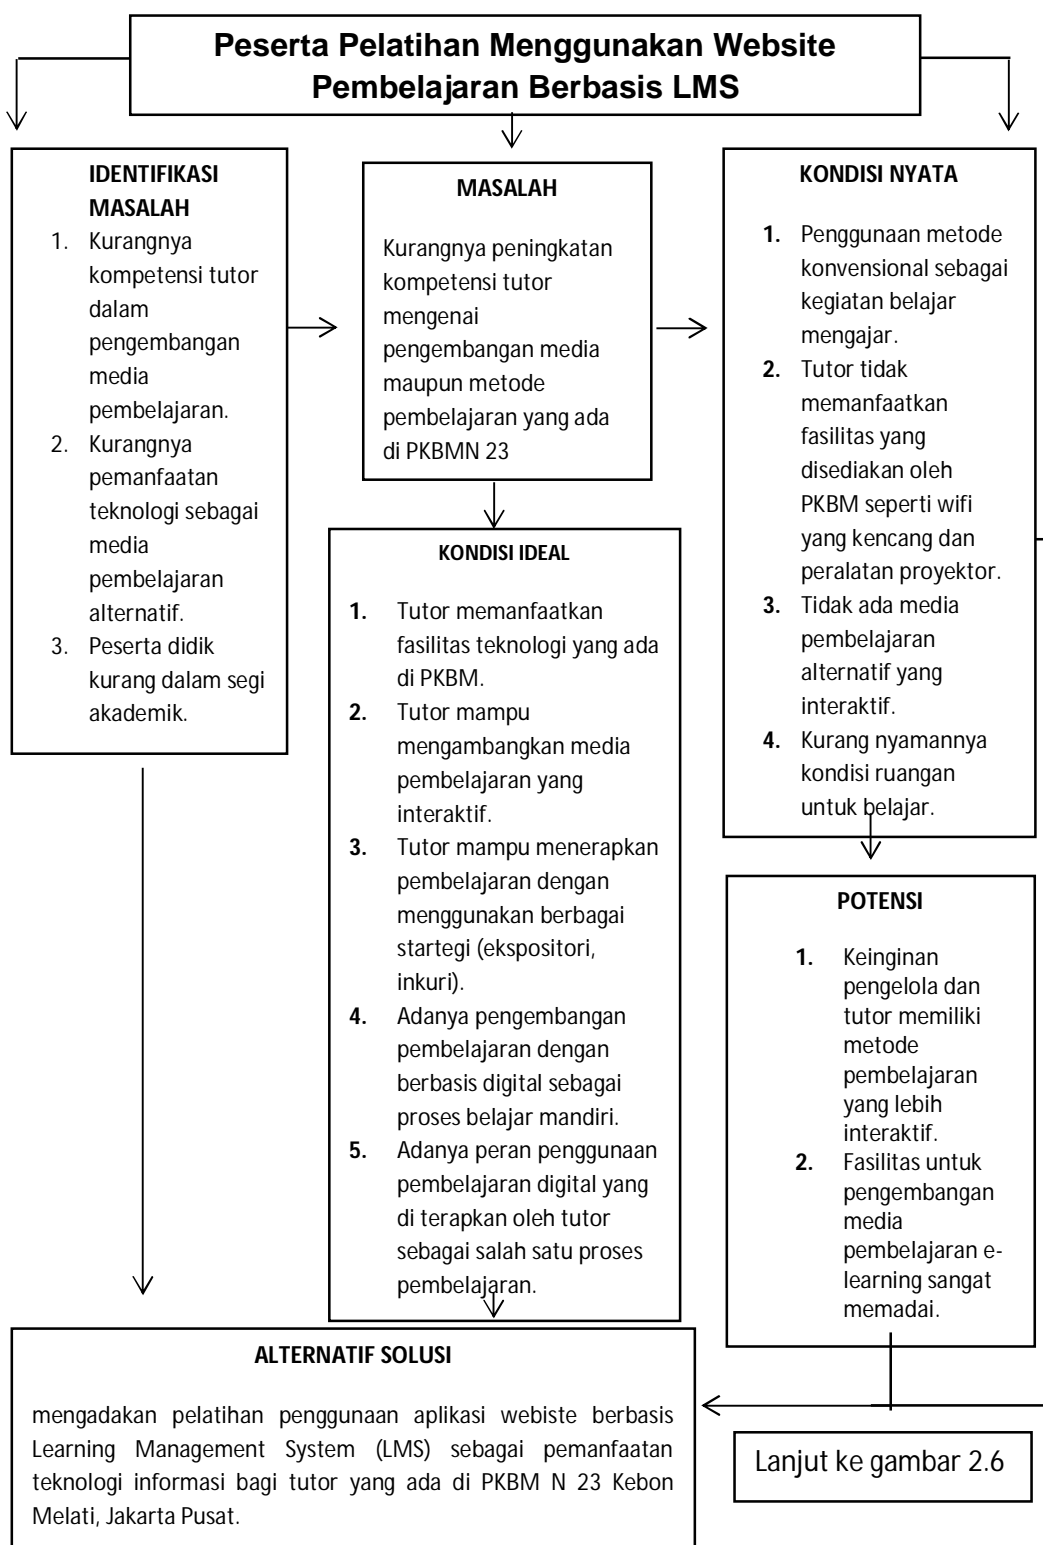 Peserta Pelatihan Menggunakan Website
Pembelajaran Berbasis LMS
IDENTIFIKASI
MASALAH
1. Kurangnya
kompetensi tutor
dalam
pengembangan
media
pembelajaran.
2. Kurangnya
pemanfaatan
teknologi sebagai
media
pembelajaran
alternatif.
3. Peserta didik
kurang dalam segi
akademik.
MASALAH
Kurangnya peningkatan
kompetensi tutor
mengenai
pengembangan media
maupun metode
pembelajaran yang ada
di PKBMN 23
KONDISI NYATA
1. Penggunaan metode
konvensional sebagai
kegiatan belajar
mengajar.
2. Tutor tidak
memanfaatkan
fasilitas yang
disediakan oleh
PKBM seperti wifi
yang kencang dan
peralatan proyektor.
3. Tidak ada media
pembelajaran
alternatif yang
interaktif.
4. Kurang nyamannya
kondisi ruangan
untuk belajar.
KONDISI IDEAL
1. Tutor memanfaatkan
fasilitas teknologi yang ada
di PKBM.
2. Tutor mampu
mengambangkan media
pembelajaran yang
interaktif.
3. Tutor mampu menerapkan
pembelajaran dengan
menggunakan berbagai
startegi (ekspositori,
inkuri).
4. Adanya pengembangan
pembelajaran dengan
berbasis digital sebagai
proses belajar mandiri.
5. Adanya peran penggunaan
pembelajaran digital yang
di terapkan oleh tutor
sebagai salah satu proses
pembelajaran.
POTENSI
1. Keinginan
pengelola dan
tutor memiliki
metode
pembelajaran
yang lebih
interaktif.
2. Fasilitas untuk
pengembangan
media
pembelajaran e-
learning sangat
memadai.
ALTERNATIF SOLUSI
mengadakan pelatihan penggunaan aplikasi webiste berbasis
Learning Management System (LMS) sebagai pemanfaatan
teknologi informasi bagi tutor yang ada di PKBM N 23 Kebon
Melati, Jakarta Pusat.
Lanjut ke gambar 2.6